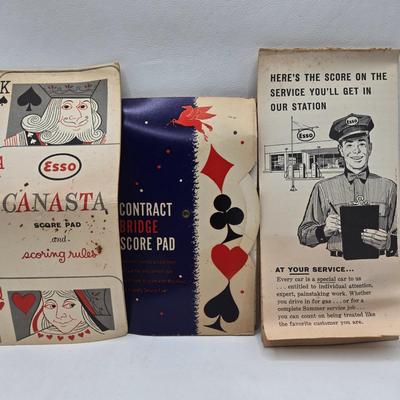 K
Esso
CANASTA
SCORE PAD
and
scoring rules
CONTRACT
BRIDGE
SCORE PAD
HERE'S THE SCORE ON THE
SERVICE YOU'LL GET IN
OUR STATION
Esso
Esso
AT YOUR SERVICE...
Every car is a special car to us
. . . entitled to individual attention,
expert, painstaking work. Whether
you drive in for gas . . . or for a
complete Summer service job . . .
you can count on being treated like
the favorite customer you are.